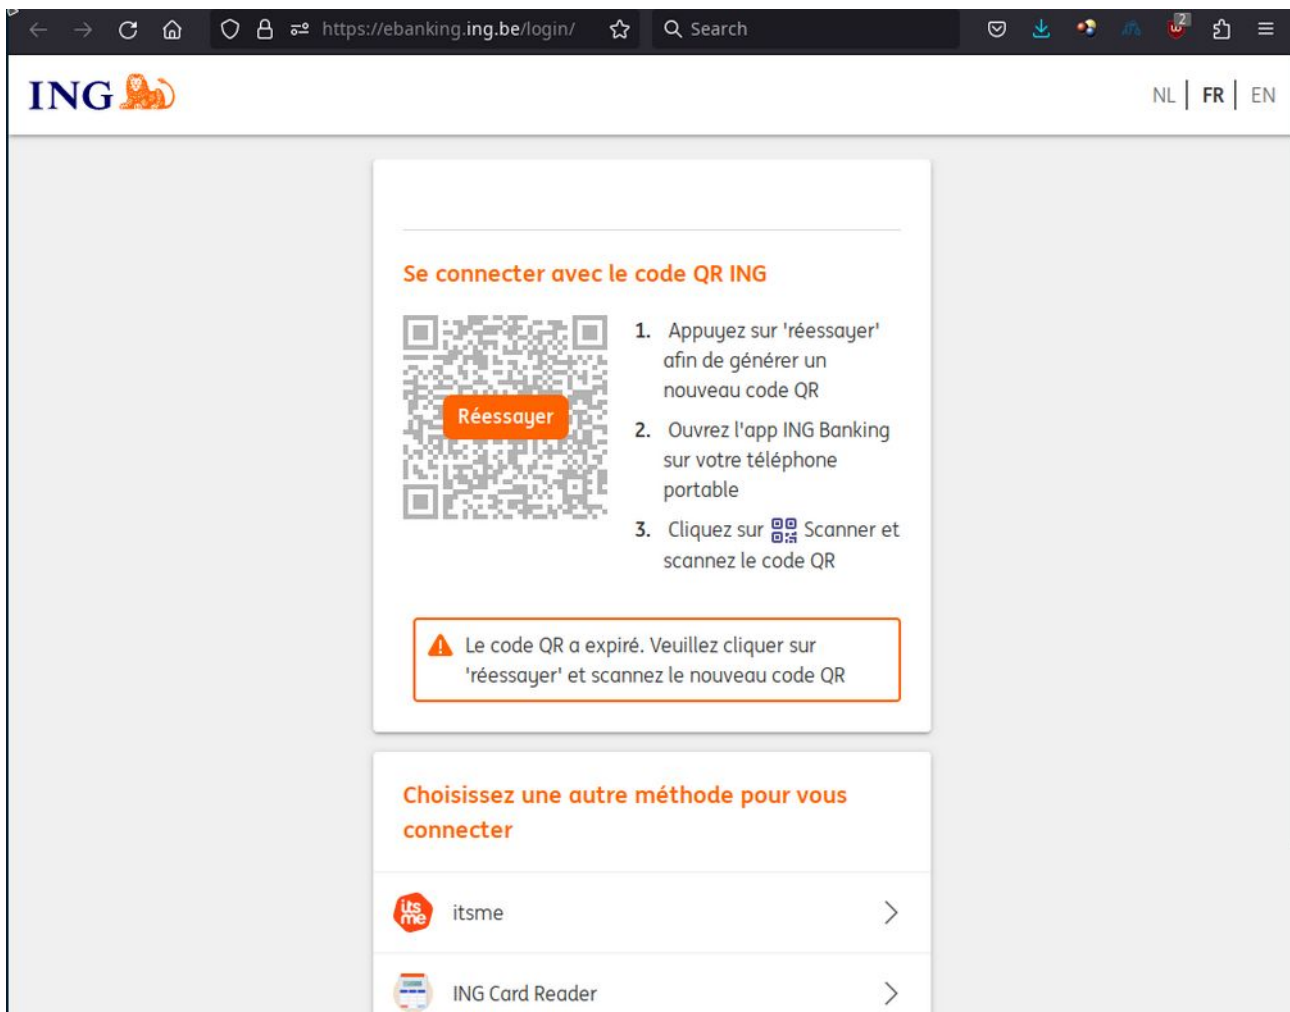 https://ebanking.ing.be/login/ Search 2
ING NL | FR | EN
Se connecter avec le code QR ING
Réessayer
1. Appuyez sur 'réessayer'
afin de générer un
nouveau code QR
2. Ouvrez l'app ING Banking
sur votre téléphone
portable
3. Cliquez sur Scanner et
scannez le code QR
Le code QR a expiré. Veuillez cliquer sur
'réessayer' et scannez le nouveau code QR
Choisissez une autre méthode pour vous
connecter
its
me
itsme
ING Card Reader